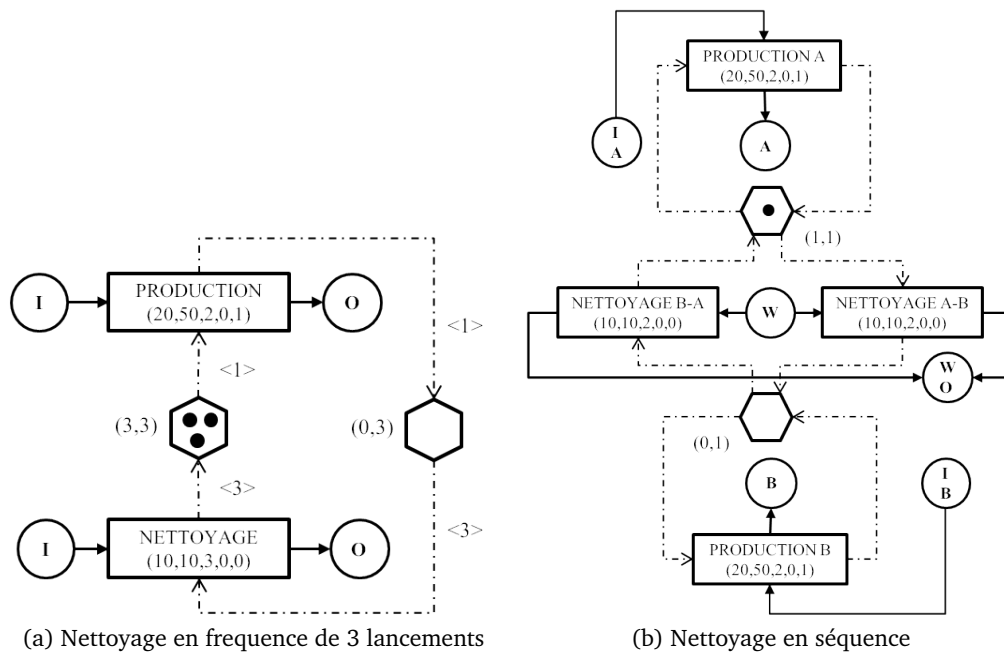 I
PRODUCTION
(20,50,2,0,1)
O
<1>
<1>
(3,3)
(0,3)
<3>
<3>
I
NETTOYAGE
(10,10,3,0,0)
O
(a) Nettoyage en frequence de 3 lancements
PRODUCTION A
(20,50,2,0,1)
I
A
A
(1,1)
NETTOYAGE B-A
(10,10,2,0,0)
W
NETTOYAGE A-B
(10,10,2,0,0)
W
O
(0,1)
B
I
B
PRODUCTION B
(20,50,2,0,1)
(b) Nettoyage en séquence